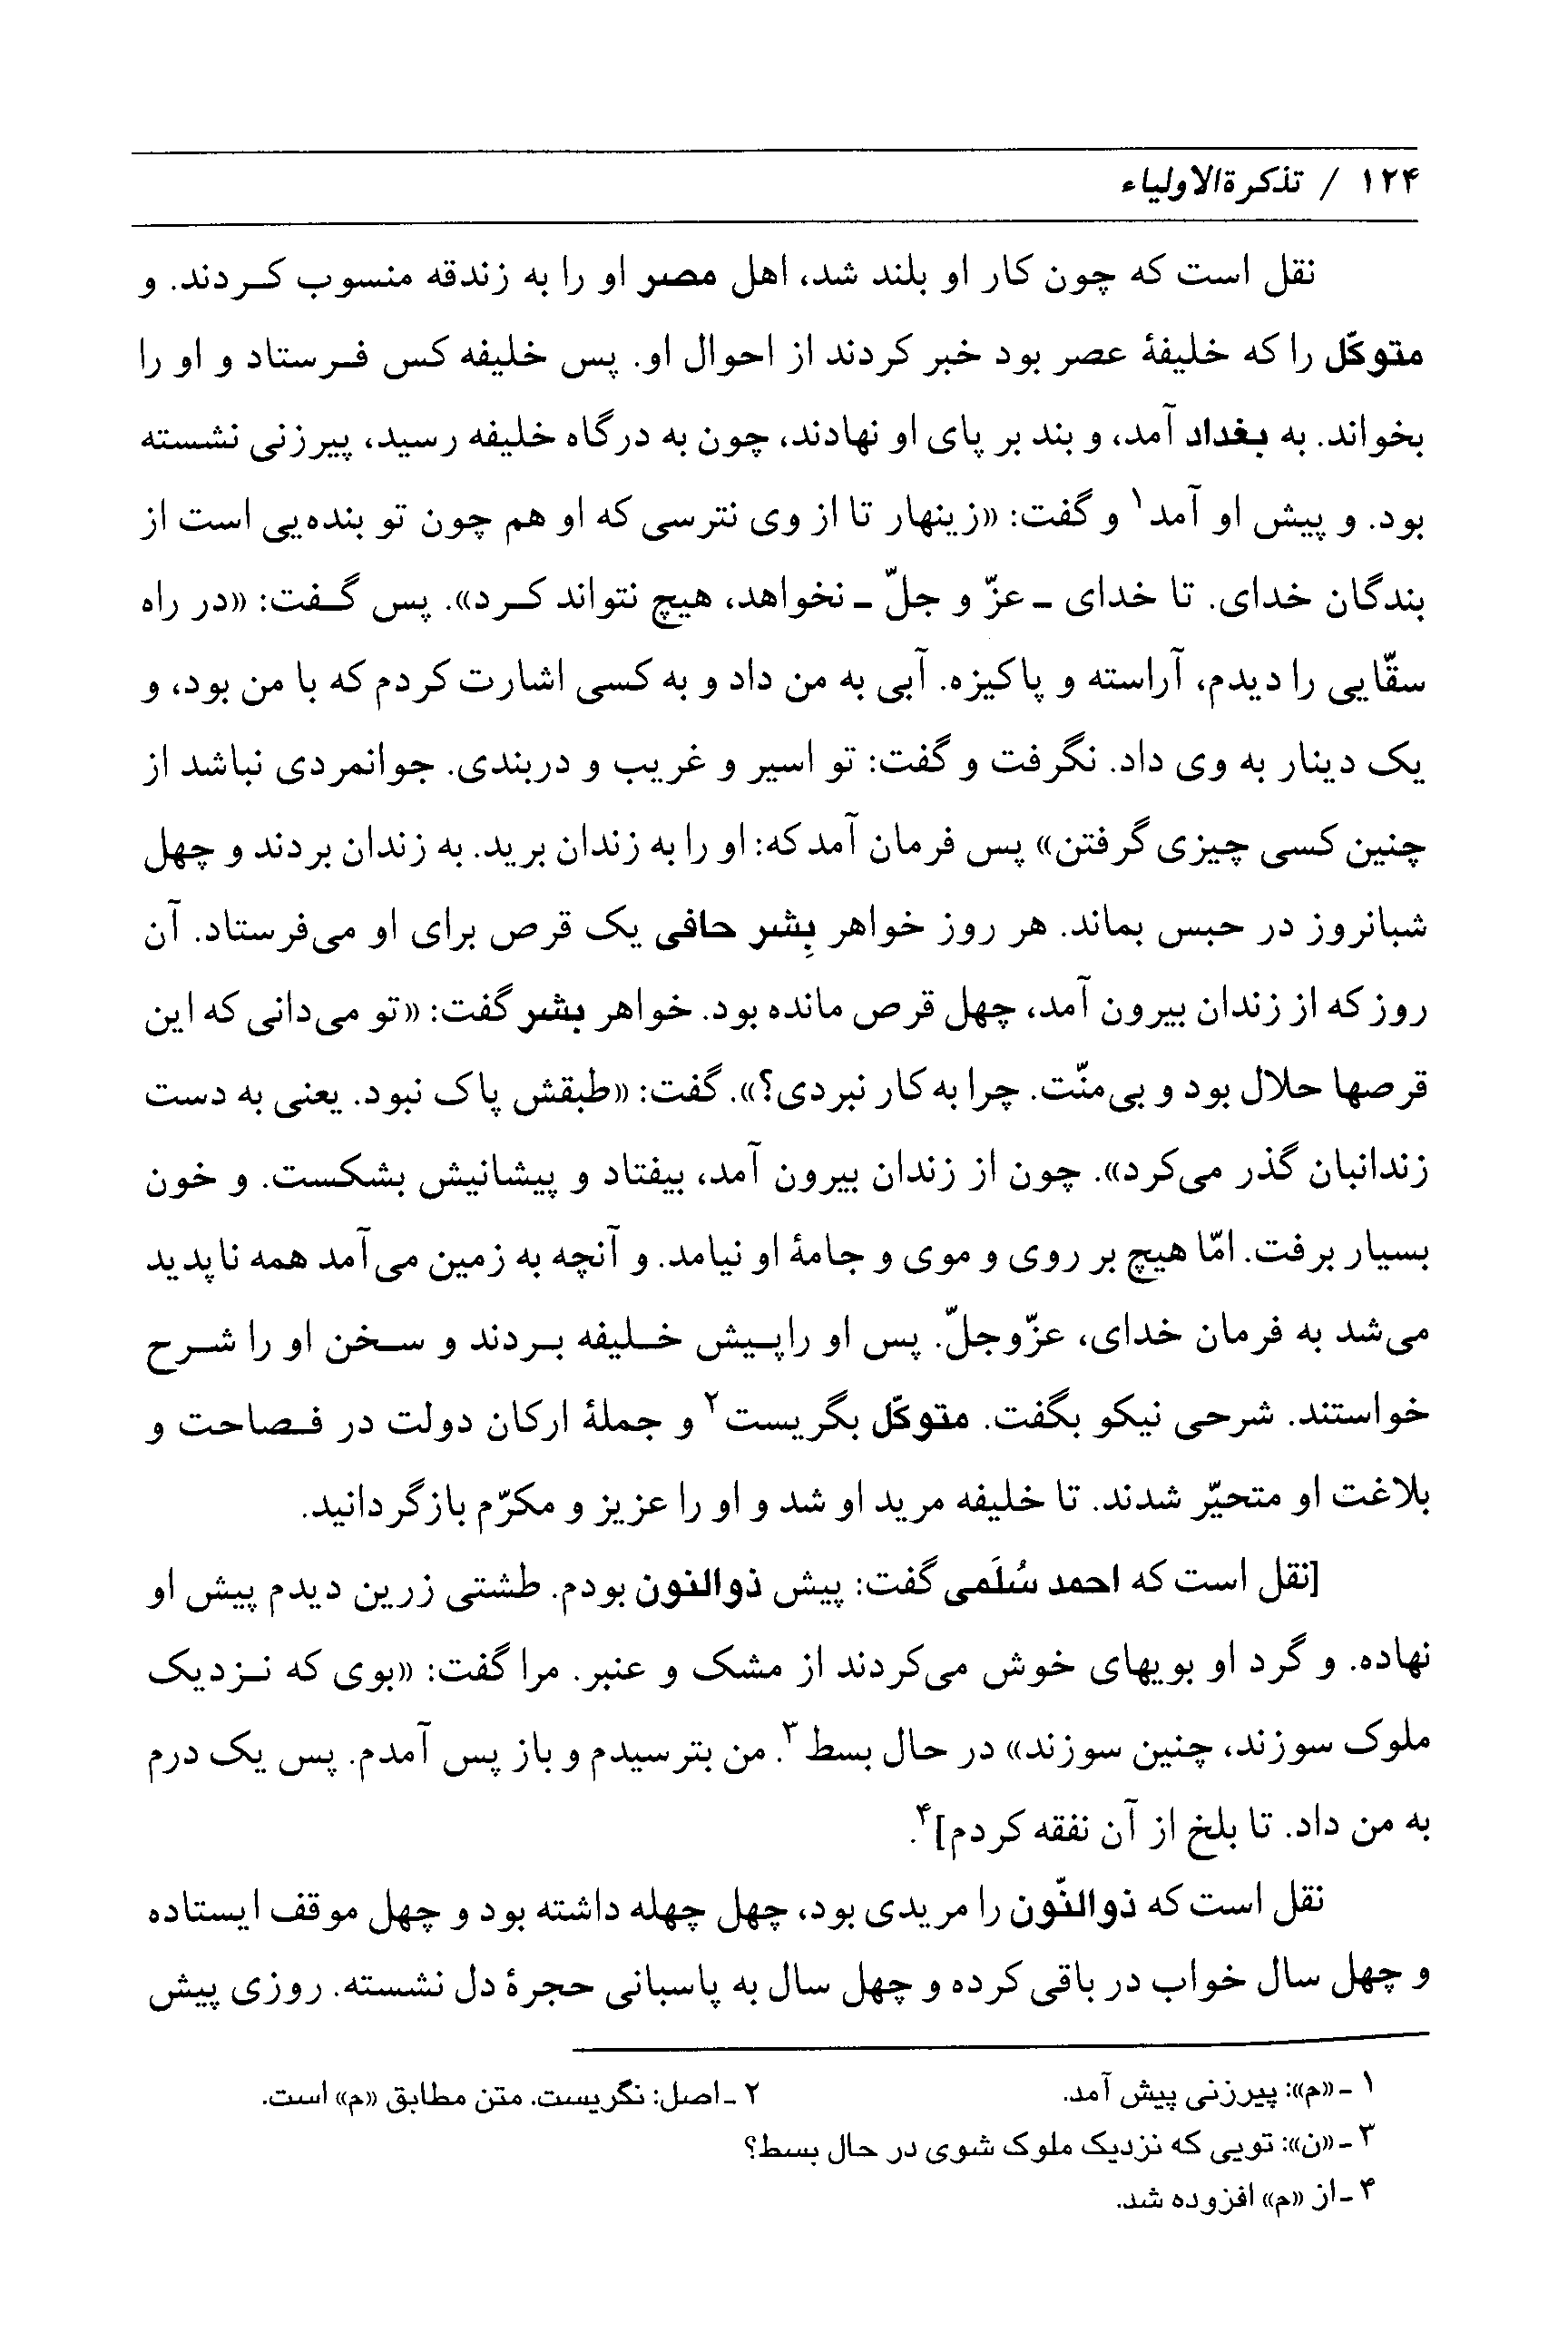 ۱۲۴ / تذکرةالاولیاء
نقل است که چون کار او بلند شد، اهل مصر او را به زندقه منسوب کردند. و
متوکّل را که خلیفهٔ عصر بود خبر کردند از احوال او. پس خلیفه کس فرستاد و او را
بخواند. به بغداد آمد، و بند بر پای او نهادند، چون به درگاه خلیفه رسید، پیرزنی نشسته
بود. و پیش او آمد۱ و گفت: «زینهار تا از وی نترسی که او هم چون تو بنده‌یی است از
بندگان خدای. تا خدای ـ عزّ و جلّ ـ نخواهد، هیچ نتواند کرد». پس گفت: «در راه
سقّایی را دیدم، آراسته و پاکیزه. آبی به من داد و به کسی اشارت کردم که با من بود، و
یک دینار به وی داد. نگرفت و گفت: تو اسیر و غریب و دربندی. جوانمردی نباشد از
چنین کسی چیزی گرفتن» پس فرمان آمد که: او را به زندان برید. به زندان بردند و چهل
شبانروز در حبس بماند. هر روز خواهر بِشر حافی یک قرص برای او می‌فرستاد. آن
روز که از زندان بیرون آمد، چهل قرص مانده بود. خواهر بشر گفت: «تو می‌دانی که این
قرصها حلال بود و بی‌منّت. چرا به کار نبردی؟». گفت: «طبقش پاک نبود. یعنی به دست
زندانبان گذر می‌کرد». چون از زندان بیرون آمد، بیفتاد و پیشانیش بشکست. و خون
بسیار برفت. امّا هیچ بر روی و موی و جامهٔ او نیامد. و آنچه به زمین می‌آمد همه ناپدید
می‌شد به فرمان خدای، عزّوجلّ. پس او راپیش خلیفه بردند و سخن او را شرح
خواستند. شرحی نیکو بگفت. متوکّل بگریست۲ و جملهٔ ارکان دولت در فصاحت و
بلاغت او متحیّر شدند. تا خلیفه مرید او شد و او را عزیز و مکرّم بازگردانید.
[نقل است که احمد سُلَمی گفت: پیش ذوالنون بودم. طشتی زرین دیدم پیش او
نهاده. و گرد او بویهای خوش می‌کردند از مشک و عنبر. مرا گفت: «بوی که نزدیک
ملوک سوزند، چنین سوزند» در حال بسط۳. من بترسیدم و باز پس آمدم. پس یک درم
به من داد. تا بلخ از آن نفقه کردم]۴.
نقل است که ذوالنّون را مریدی بود، چهل چهله داشته بود و چهل موقف ایستاده
و چهل سال خواب در باقی کرده و چهل سال به پاسبانی حجرهٔ دل نشسته. روزی پیش
۱ ـ «م»: پیرزنی پیش آمد. ۲ ـ اصل: نگریست. متن مطابق «م» است.
۳ ـ «ن»: تویی که نزدیک ملوک شوی در حال بسط؟
۴ ـ از «م» افزوده شد.